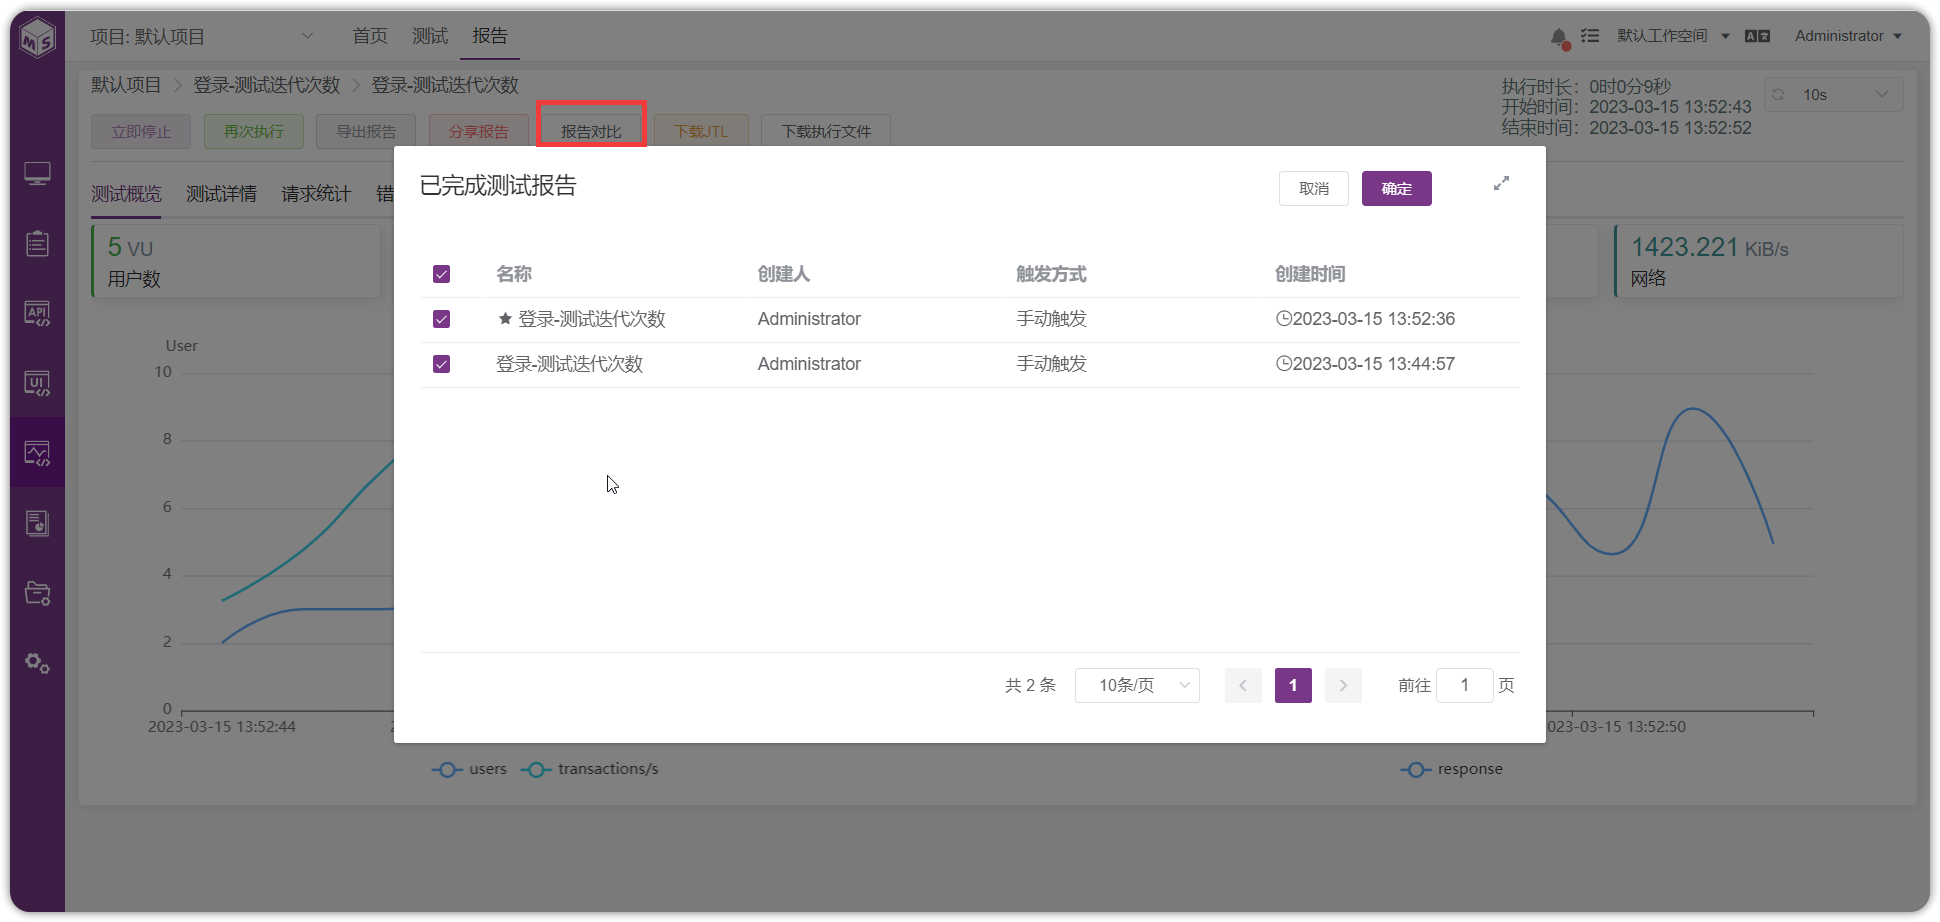 MS
项目: 默认项目
首页
测试
报告
默认工作空间
Administrator
默认项目 > 登录-测试迭代次数 > 登录-测试迭代次数
执行时长：0时0分9秒
开始时间：2023-03-15 13:52:43
结束时间：2023-03-15 13:52:52
10s
立即停止
再次执行
导出报告
分享报告
报告对比
下载JTL
下载执行文件
测试概览
测试详情
请求统计
错
5 VU
用户数
1423.221 KiB/s
网络
API
UI
已完成测试报告
取消
确定
名称
创建人
触发方式
创建时间
★ 登录-测试迭代次数
Administrator
手动触发
2023-03-15 13:52:36
登录-测试迭代次数
Administrator
手动触发
2023-03-15 13:44:57
共 2 条
10条/页
1
前往
1
页
User
10
8
6
4
2
0
2023-03-15 13:52:44
023-03-15 13:52:50
users
transactions/s
response